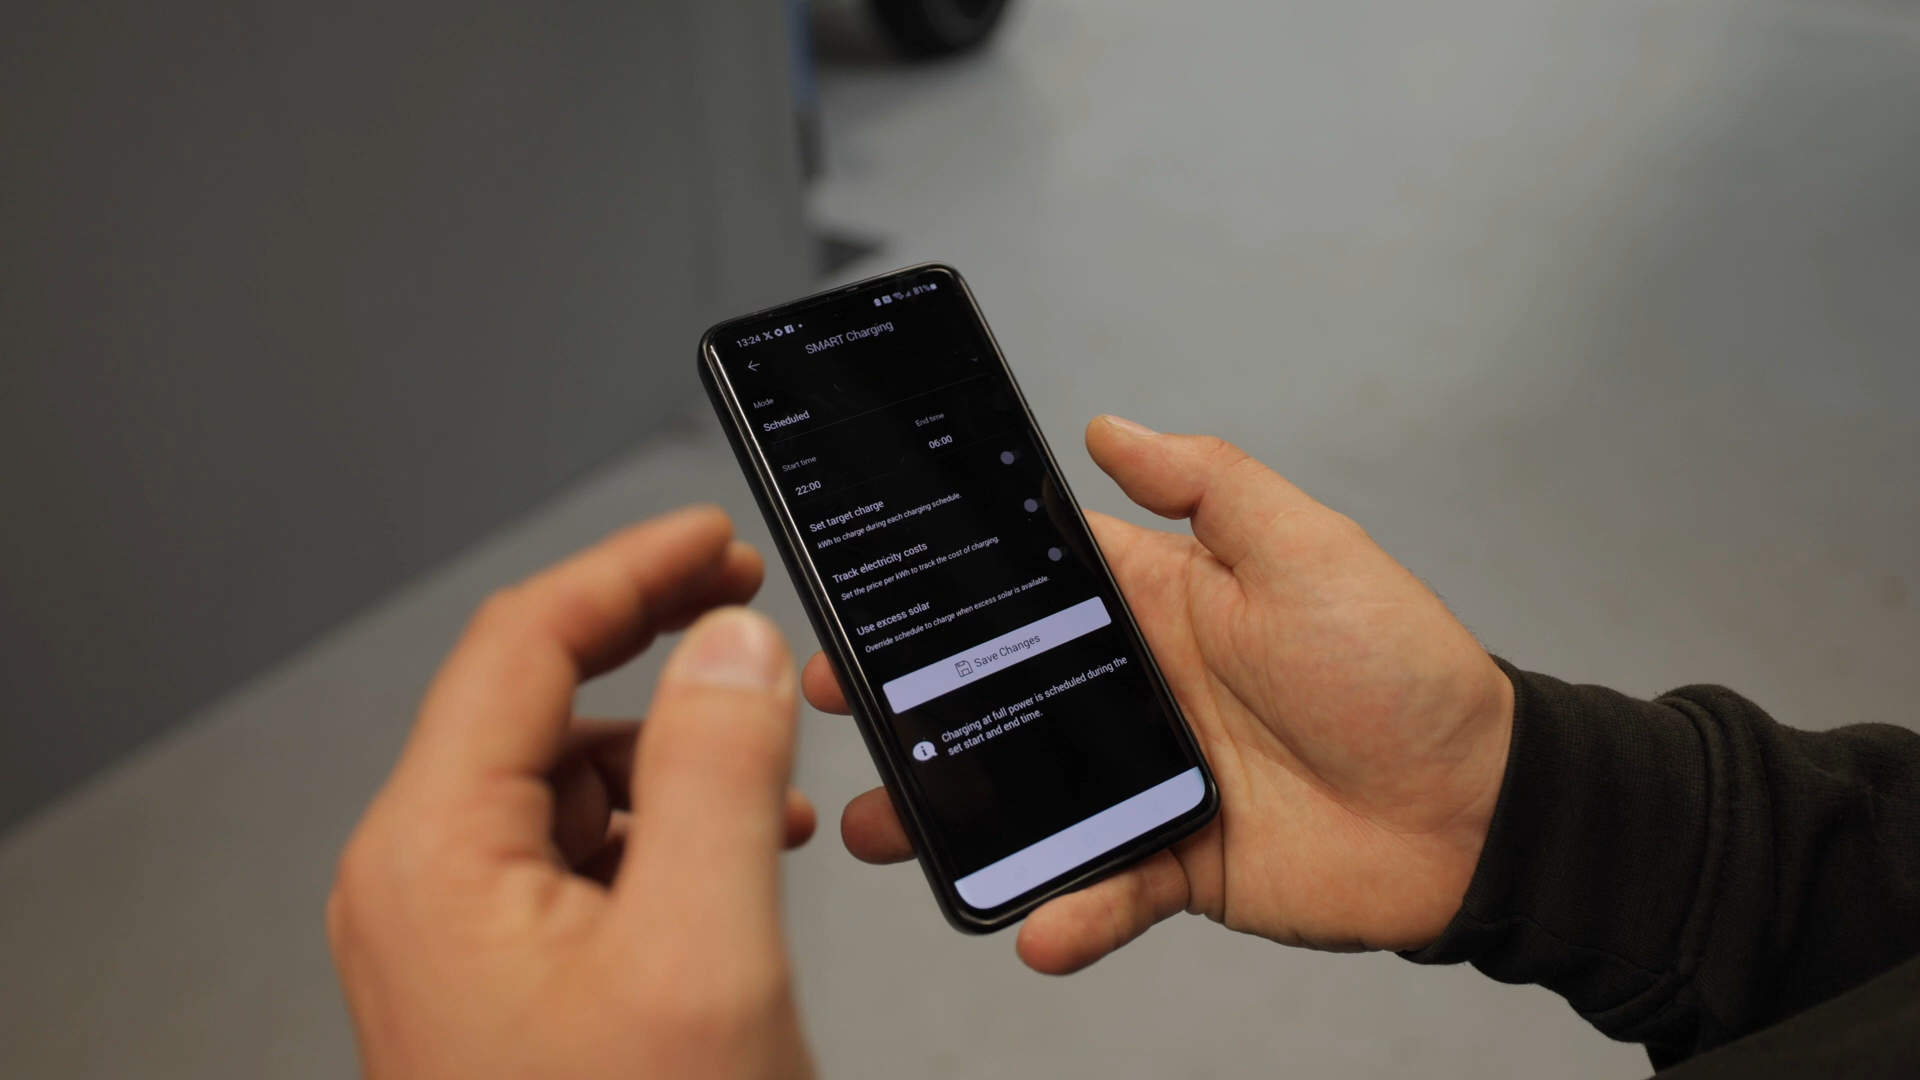 13:24
81%
SMART Charging
Mode
Scheduled
Start time
22:00
End time
06:00
Set target charge
kWh to charge during each charging schedule.
Track electricity costs
Set the price per kWh to track the cost of charging.
Use excess solar
Override schedule to charge when excess solar is available.
Save Changes
Charging at full power is scheduled during the
set start and end time.